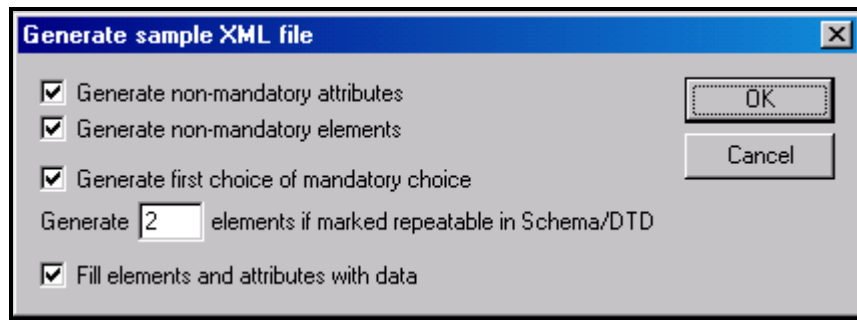 Generate sample XML file
Generate non-mandatory attributes
OK
Generate non-mandatory elements
Cancel
Generate first choice of mandatory choice
Generate 2 elements if marked repeatable in Schema/DTD
Fill elements and attributes with data